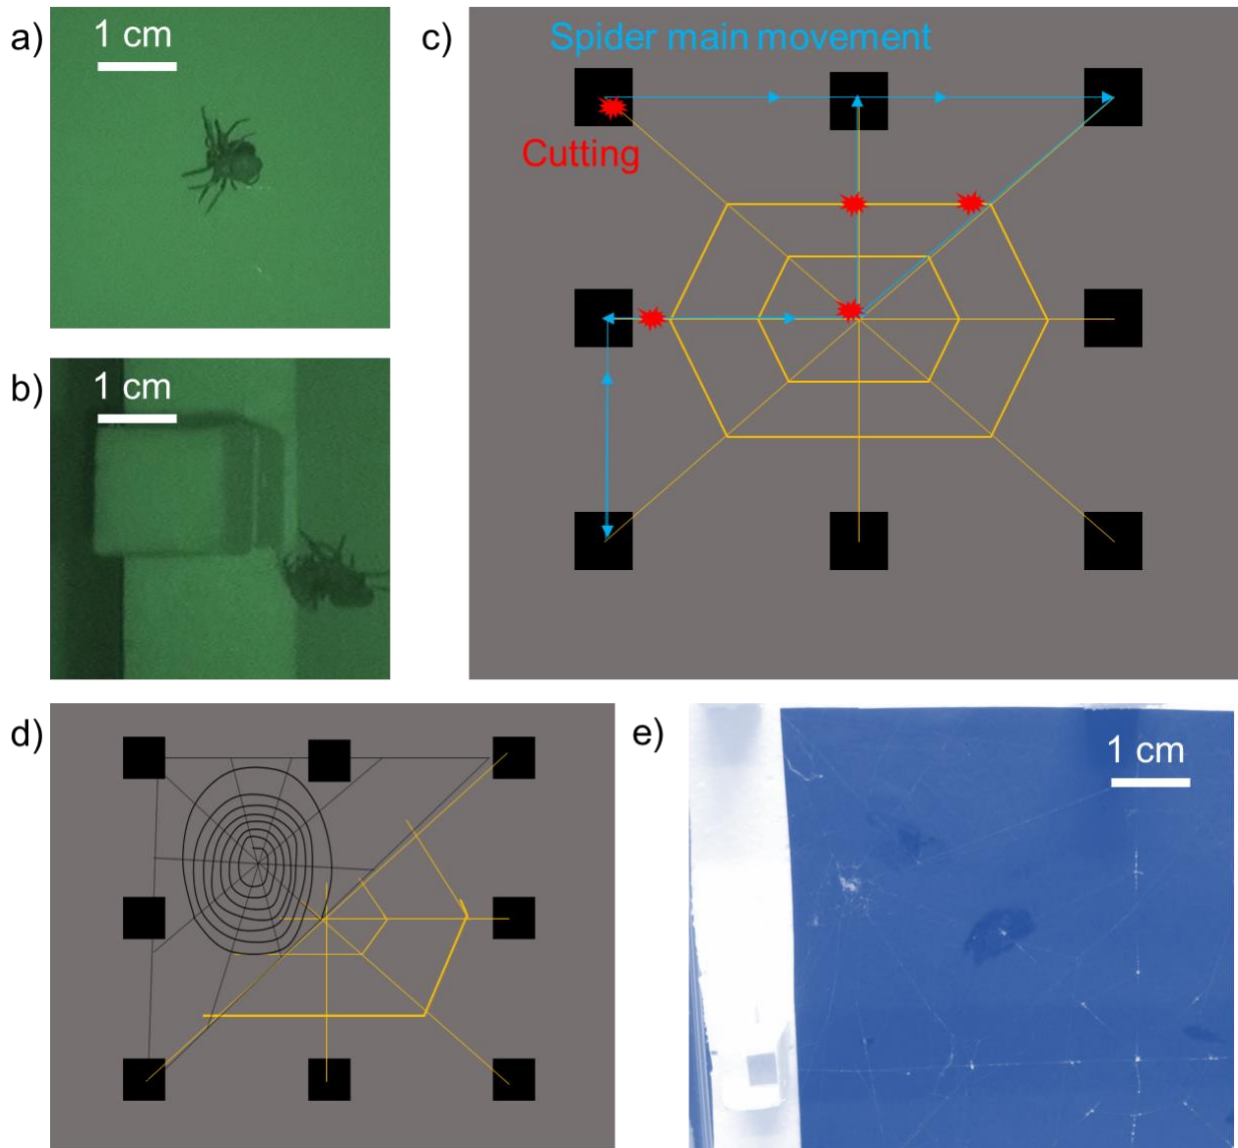 a)
1 cm
b)
1 cm
c)
Spider main movement
Cutting
d)
e)
1 cm